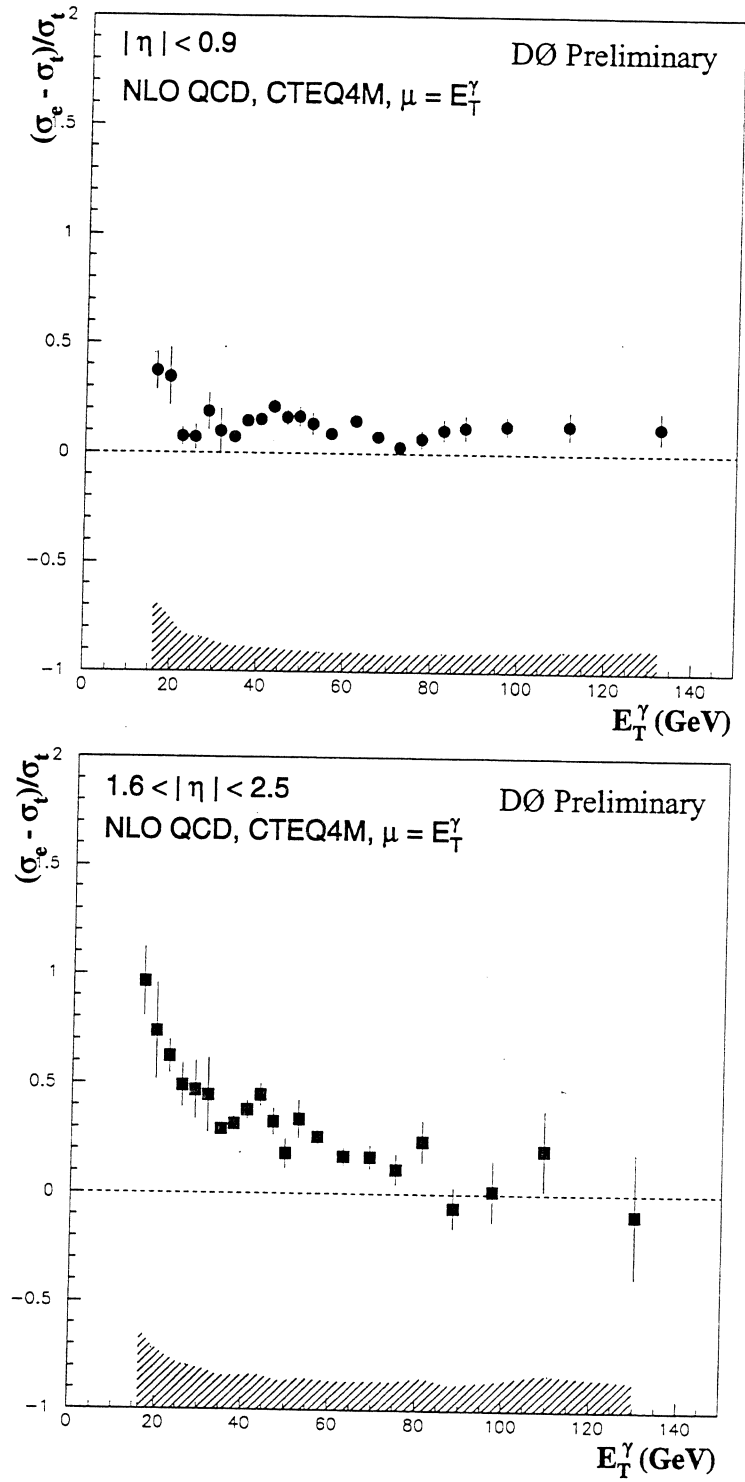 (σ_e - σ_t)/σ_t
| η | < 0.9
DØ Preliminary
NLO QCD, CTEQ4M, μ = E_T^γ
2
1.5
1
0.5
0
−0.5
−1
0 20 40 60 80 100 120 140
E_T^γ (GeV)
(σ_e - σ_t)/σ_t
1.6 < | η | < 2.5
DØ Preliminary
NLO QCD, CTEQ4M, μ = E_T^γ
2
1.5
1
0.5
0
−0.5
−1
0 20 40 60 80 100 120 140
E_T^γ (GeV)